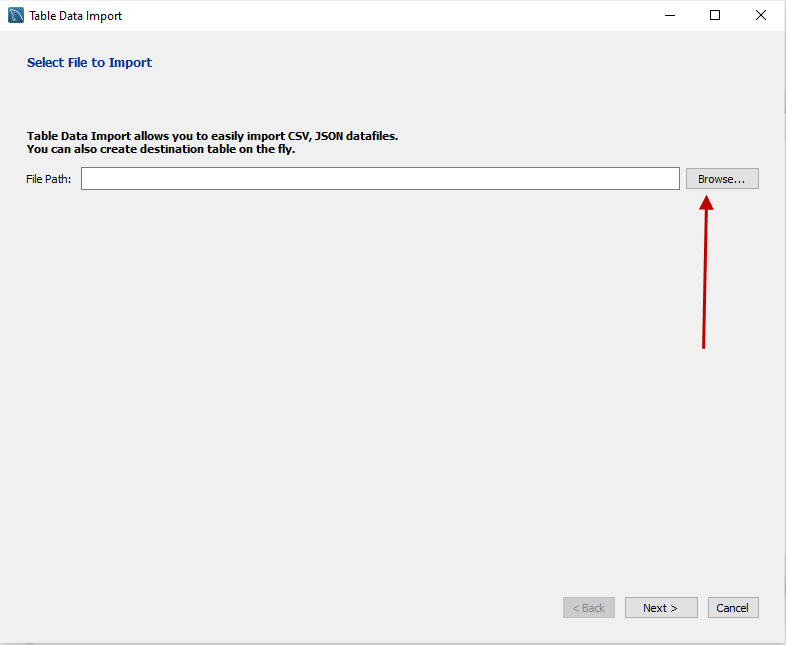 Table Data Import
Select File to Import
Table Data Import allows you to easily import CSV, JSON datafiles.
You can also create destination table on the fly.
File Path:
Browse...
< Back
Next >
Cancel